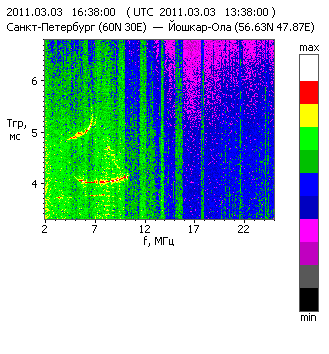 2011.03.03 16:38:00 (UTC 2011.03.03 13:38:00)
Санкт-Петербург (60N 30E) — Йошкар-Ола (56.63N 47.87E)
max
6
Тгр,
мс
5
4
2 7 12 17 22
f, МГц
min